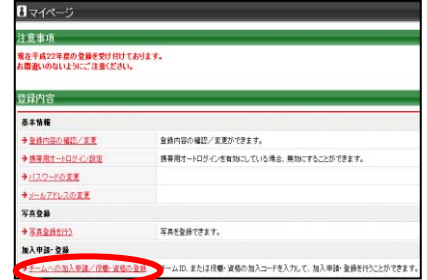 マイページ
注意事項
現在平成22年度の登録を受け付けております。
お間違いのないようにご注意ください。
登録内容
基本情報
登録内容の確認/変更 登録内容の確認/変更ができます。
携帯用オートログイン設定 携帯用オートログインを有効にしている場合、無効にすることができます。
パスワードの変更
メールアドレスの変更
写真登録
写真登録を行う 写真を登録できます。
加入申請・登録
チームへの加入申請/役職・資格の登録 チームID、または役職・資格の加入コードを入力して、加入申請・登録を行うことができます。